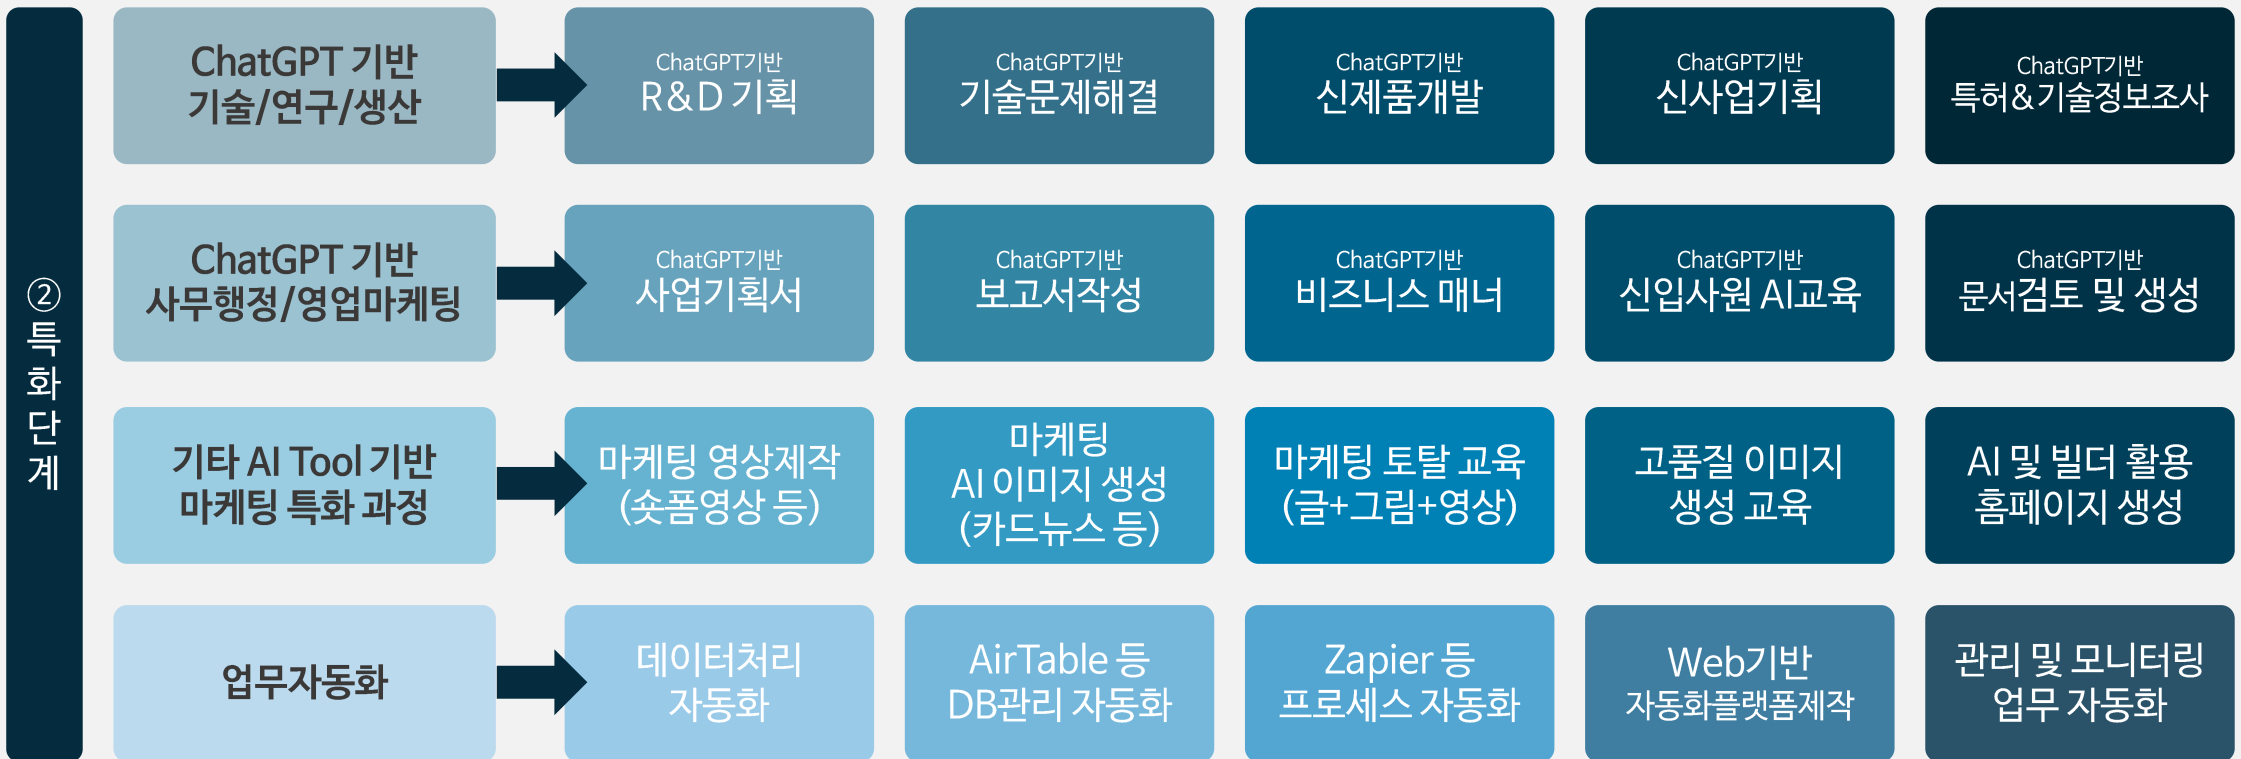 ②
특
화
단
계
ChatGPT 기반
기술/연구/생산
ChatGPT기반
R&D 기획
ChatGPT기반
기술문제해결
ChatGPT기반
신제품개발
ChatGPT기반
신사업기획
ChatGPT기반
특허&기술정보조사
ChatGPT 기반
사무행정/영업마케팅
ChatGPT기반
사업기획서
ChatGPT기반
보고서작성
ChatGPT기반
비즈니스 매너
ChatGPT기반
신입사원 AI교육
ChatGPT기반
문서검토 및 생성
기타 AI Tool 기반
마케팅 특화 과정
마케팅 영상제작
(숏폼영상 등)
마케팅
AI 이미지 생성
(카드뉴스 등)
마케팅 토탈 교육
(글+그림+영상)
고품질 이미지
생성 교육
AI 및 빌더 활용
홈페이지 생성
업무자동화
데이터처리
자동화
AirTable 등
DB관리 자동화
Zapier 등
프로세스 자동화
Web기반
자동화플랫폼제작
관리 및 모니터링
업무 자동화